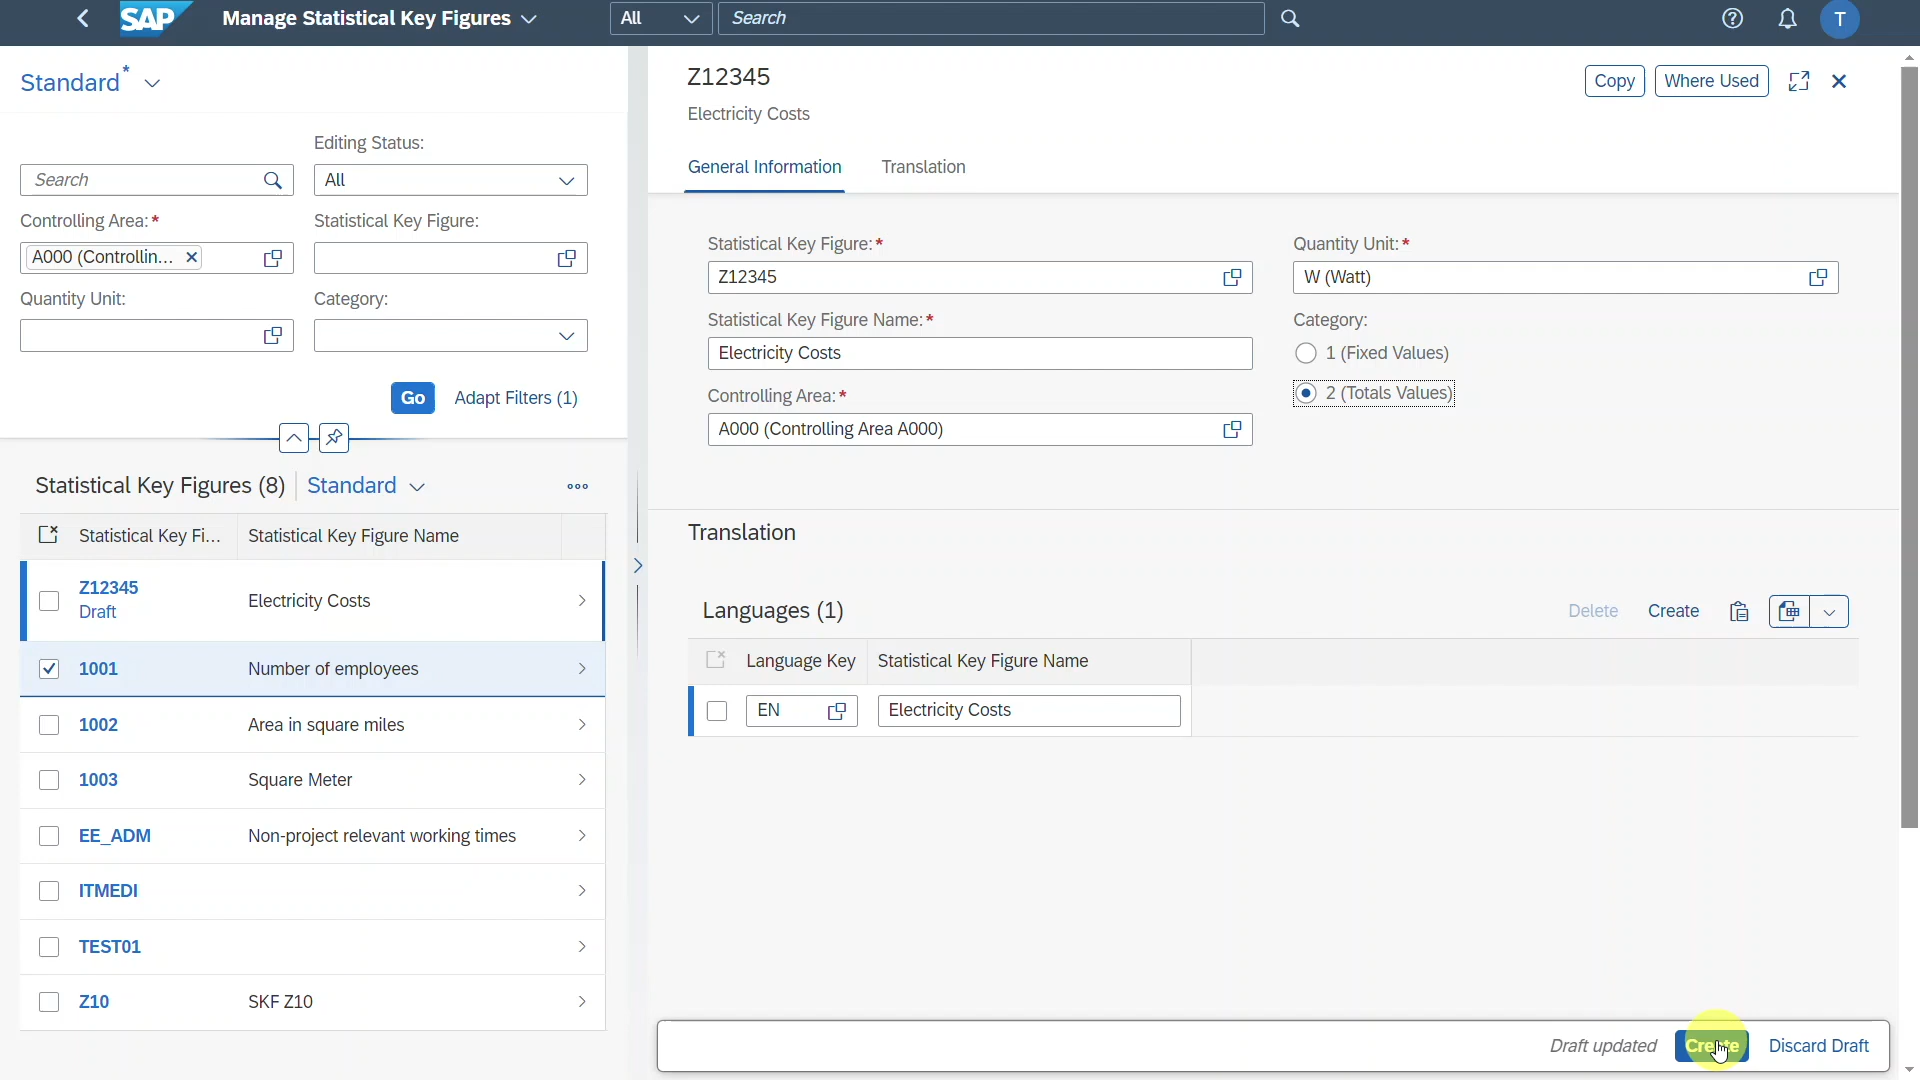 SAP Manage Statistical Key Figures All Search T
Standard*
Editing Status:
Search All
Controlling Area:* Statistical Key Figure:
A000 (Controllin...
Quantity Unit: Category:
Go Adapt Filters (1)
Statistical Key Figures (8) Standard
Statistical Key Fi... Statistical Key Figure Name
Z12345
Draft
Electricity Costs
1001 Number of employees
1002 Area in square miles
1003 Square Meter
EE_ADM Non-project relevant working times
ITMEDI
TEST01
Z10 SKF Z10
Z12345
Copy Where Used
Electricity Costs
General Information Translation
Statistical Key Figure:*
Z12345
Statistical Key Figure Name:*
Electricity Costs
Controlling Area:*
A000 (Controlling Area A000)
Quantity Unit:*
W (Watt)
Category:
1 (Fixed Values)
2 (Totals Values)
Translation
Languages (1) Delete Create
Language Key Statistical Key Figure Name
EN Electricity Costs
Draft updated Create Discard Draft